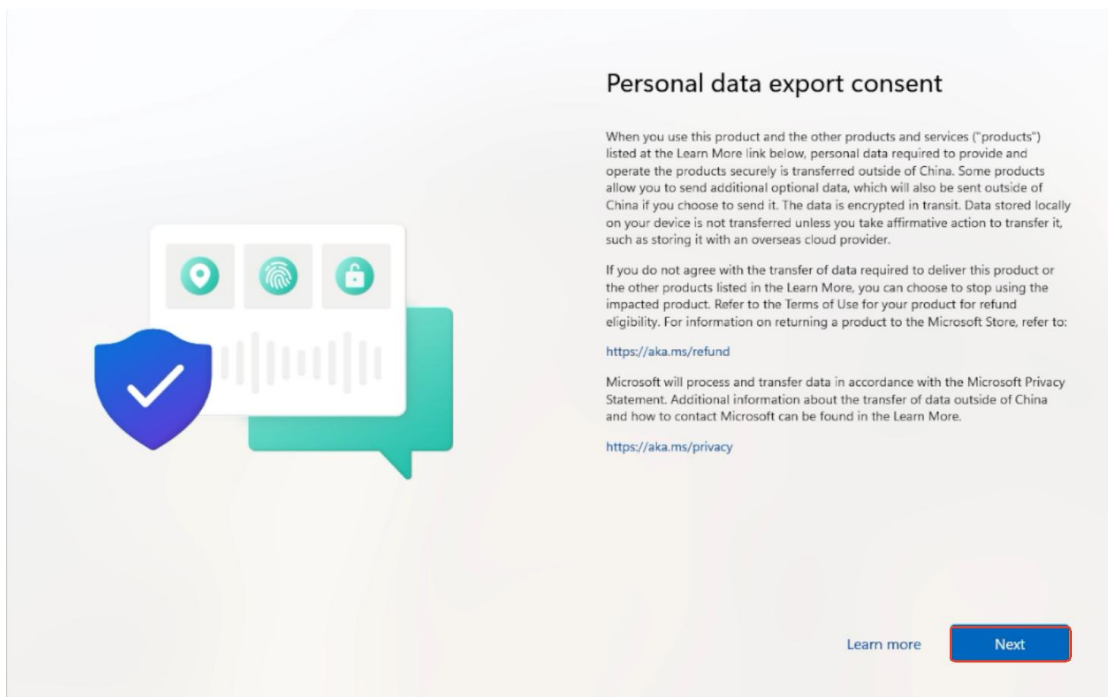 Personal data export consent
When you use this product and the other products and services ("products")
listed at the Learn More link below, personal data required to provide and
operate the products securely is transferred outside of China. Some products
allow you to send additional optional data, which will also be sent outside of
China if you choose to send it. The data is encrypted in transit. Data stored locally
on your device is not transferred unless you take affirmative action to transfer it,
such as storing it with an overseas cloud provider.
If you do not agree with the transfer of data required to deliver this product or
the other products listed in the Learn More, you can choose to stop using the
impacted product. Refer to the Terms of Use for your product for refund
eligibility. For information on returning a product to the Microsoft Store, refer to:
https://aka.ms/refund
Microsoft will process and transfer data in accordance with the Microsoft Privacy
Statement. Additional information about the transfer of data outside of China
and how to contact Microsoft can be found in the Learn More.
https://aka.ms/privacy
Learn more
Next